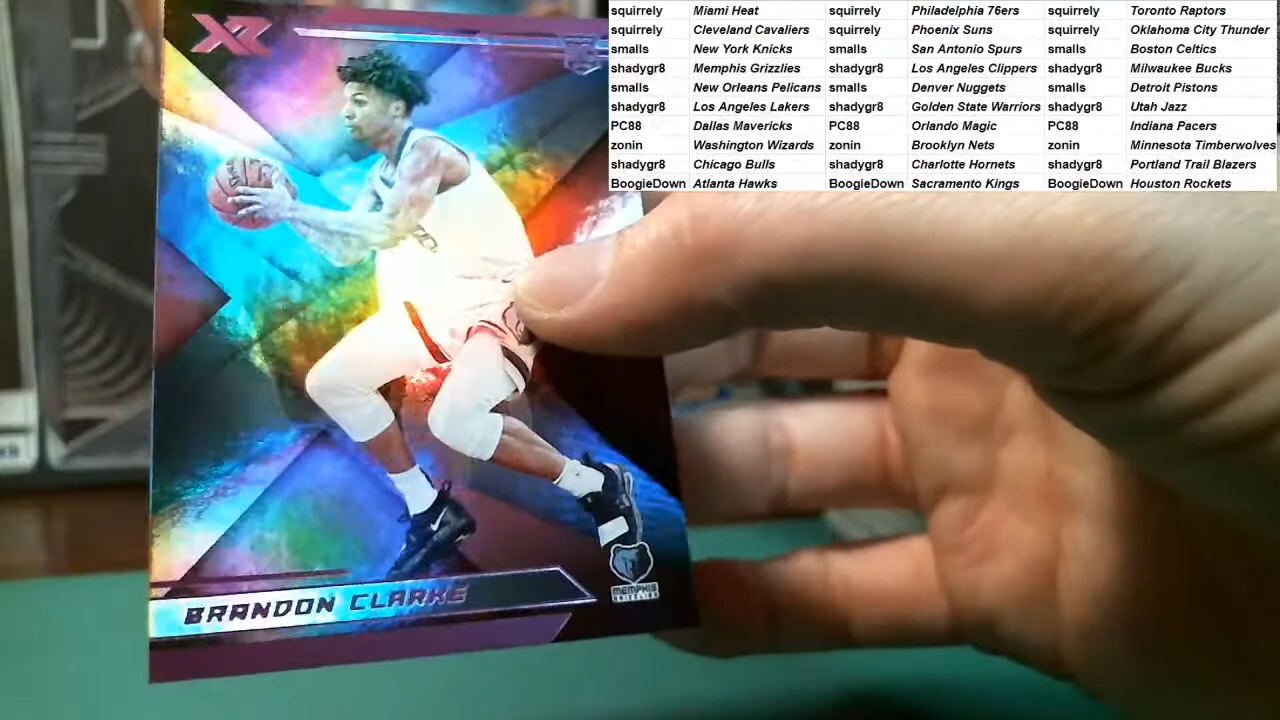 squirrely Miami Heat squirrely Philadelphia 76ers squirrely Toronto Raptors
squirrely Cleveland Cavaliers squirrely Phoenix Suns squirrely Oklahoma City Thunder
smalls New York Knicks smalls San Antonio Spurs smalls Boston Celtics
shadygr8 Memphis Grizzlies shadygr8 Los Angeles Clippers shadygr8 Milwaukee Bucks
smalls New Orleans Pelicans smalls Denver Nuggets smalls Detroit Pistons
shadygr8 Los Angeles Lakers shadygr8 Golden State Warriors shadygr8 Utah Jazz
PC88 Dallas Mavericks PC88 Orlando Magic PC88 Indiana Pacers
zonin Washington Wizards zonin Brooklyn Nets zonin Minnesota Timberwolves
shadygr8 Chicago Bulls shadygr8 Charlotte Hornets shadygr8 Portland Trail Blazers
BoogieDown Atlanta Hawks BoogieDown Sacramento Kings BoogieDown Houston Rockets
XR
BRANDON CLARKE
MEMPHIS
GRIZZLIES